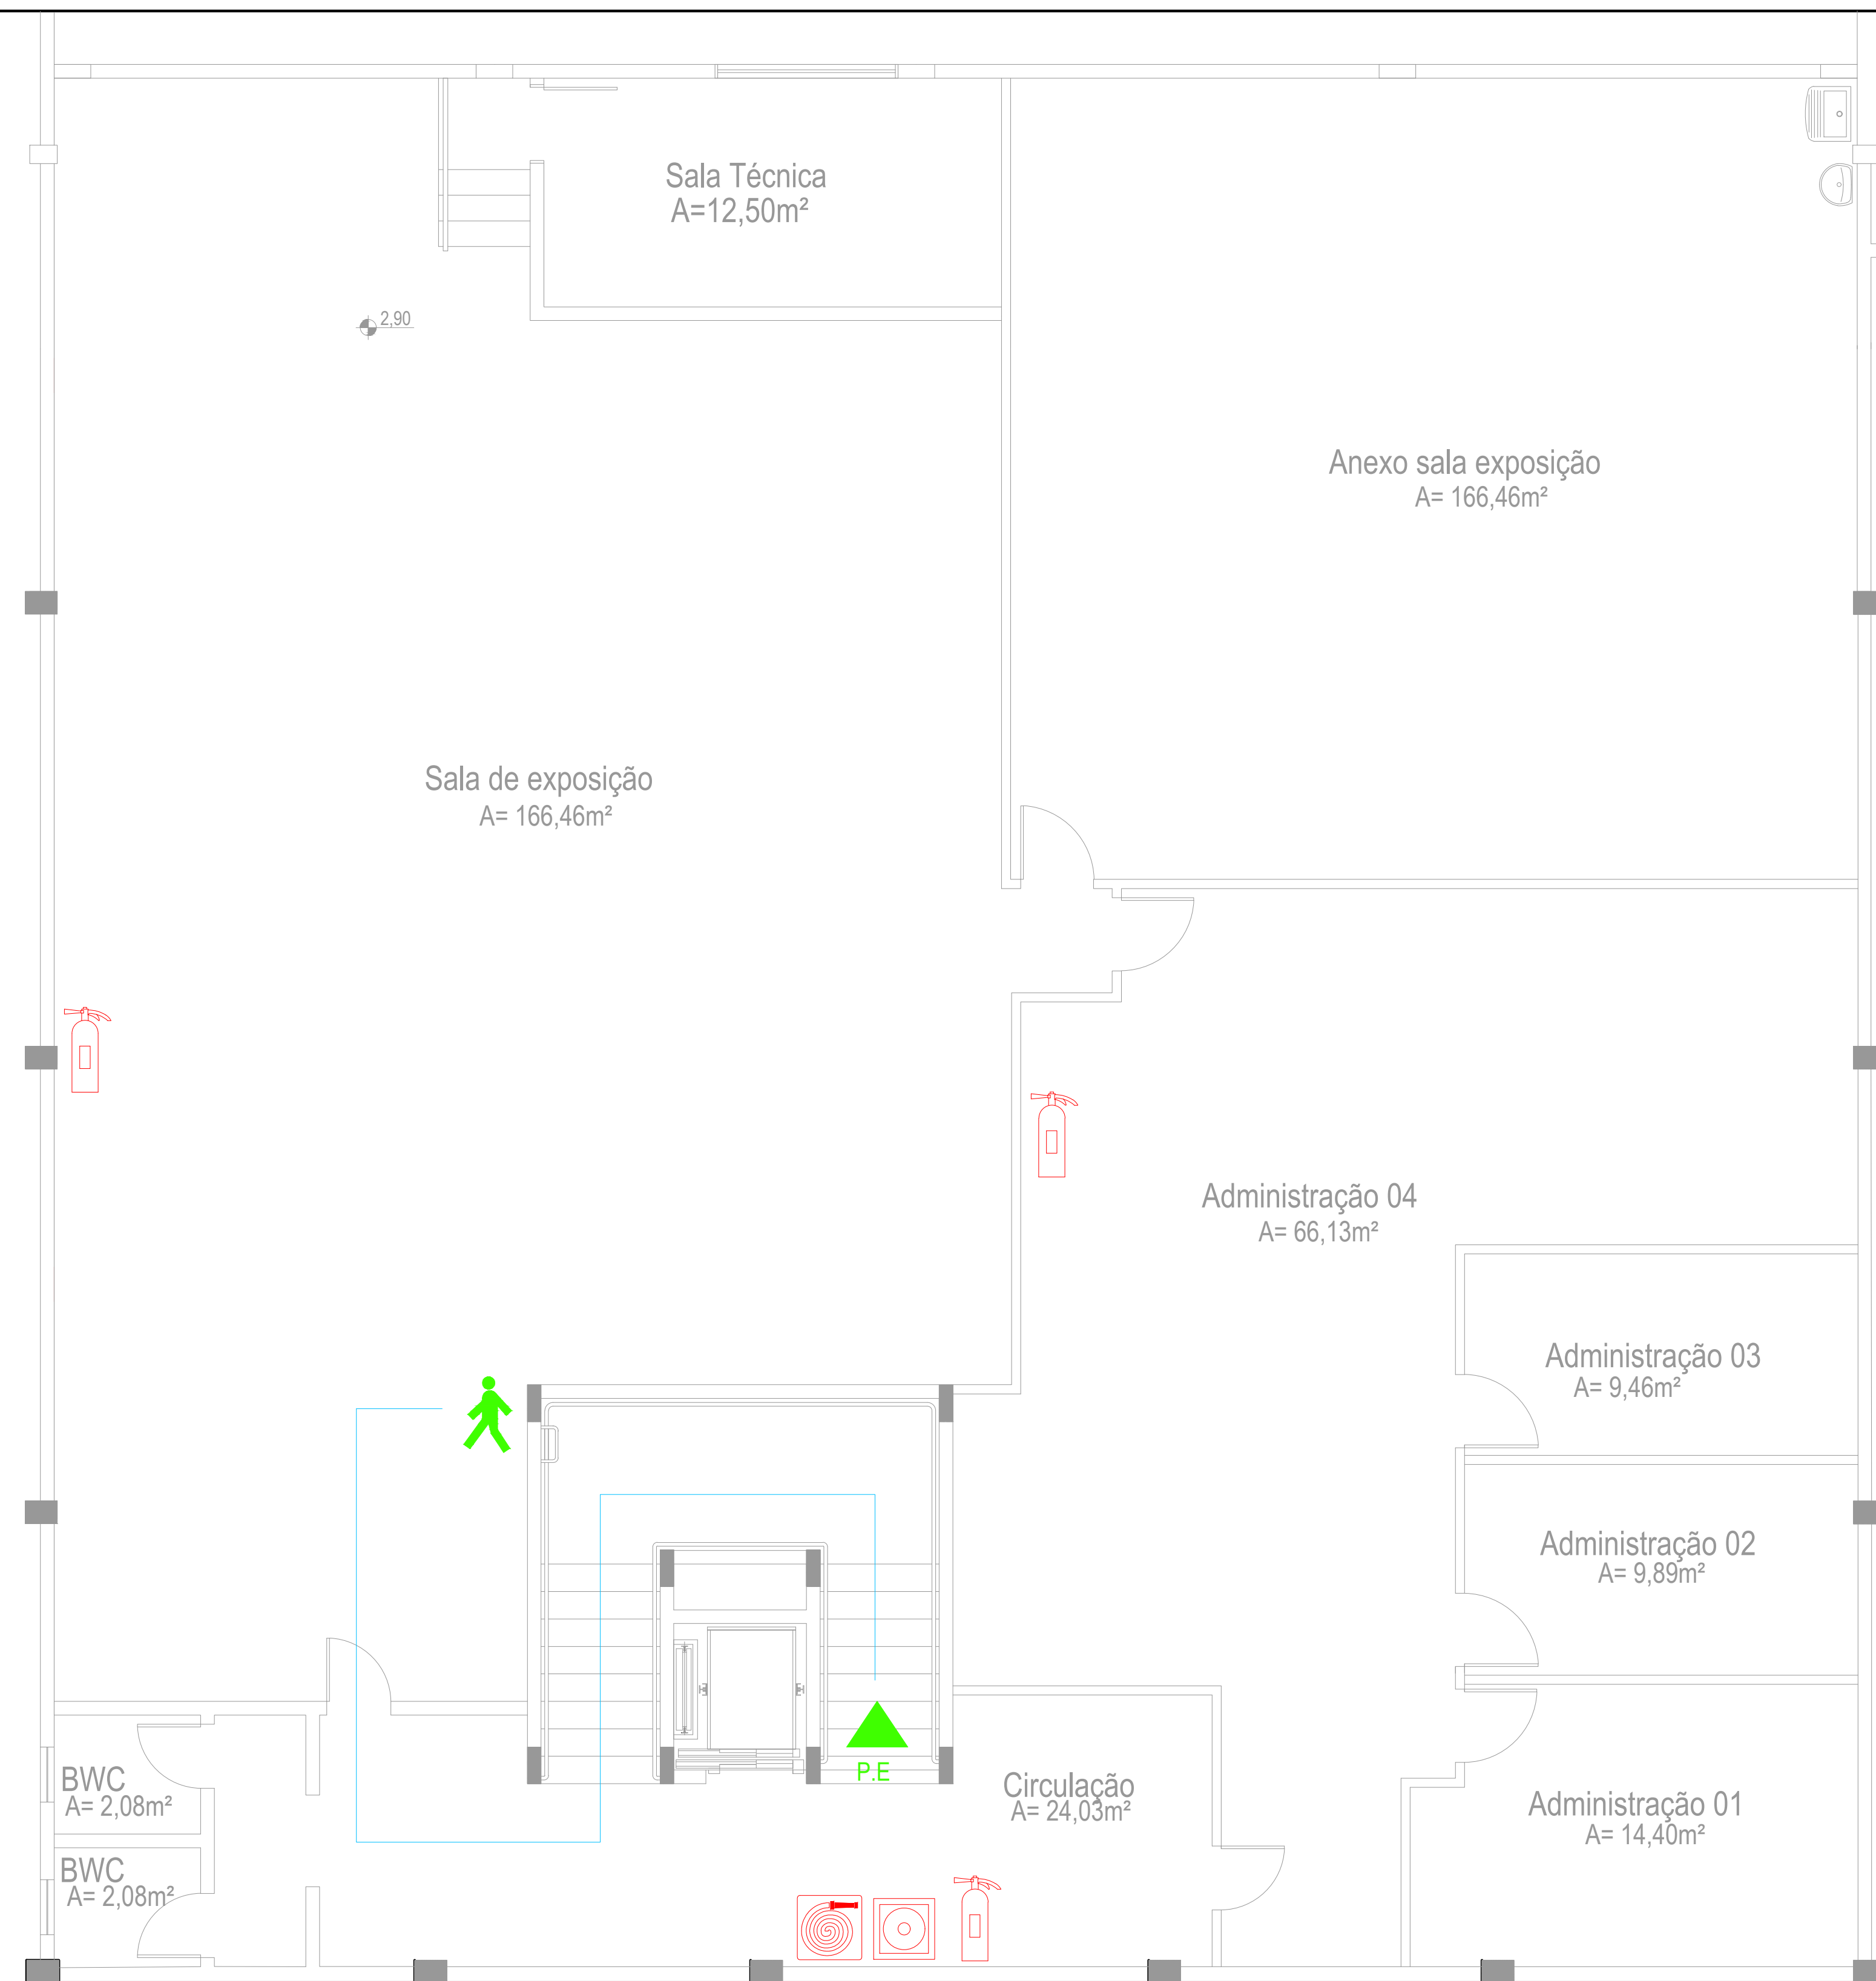 Sala Técnica
A=12,50m²
2,90
Anexo sala exposição
A= 166,46m²
Sala de exposição
A= 166,46m²
Administração 04
A= 66,13m²
Administração 03
A= 9,46m²
Administração 02
A= 9,89m²
BWC
A= 2,08m²
P.E
Circulação
A= 24,03m²
Administração 01
A= 14,40m²
BWC
A= 2,08m²